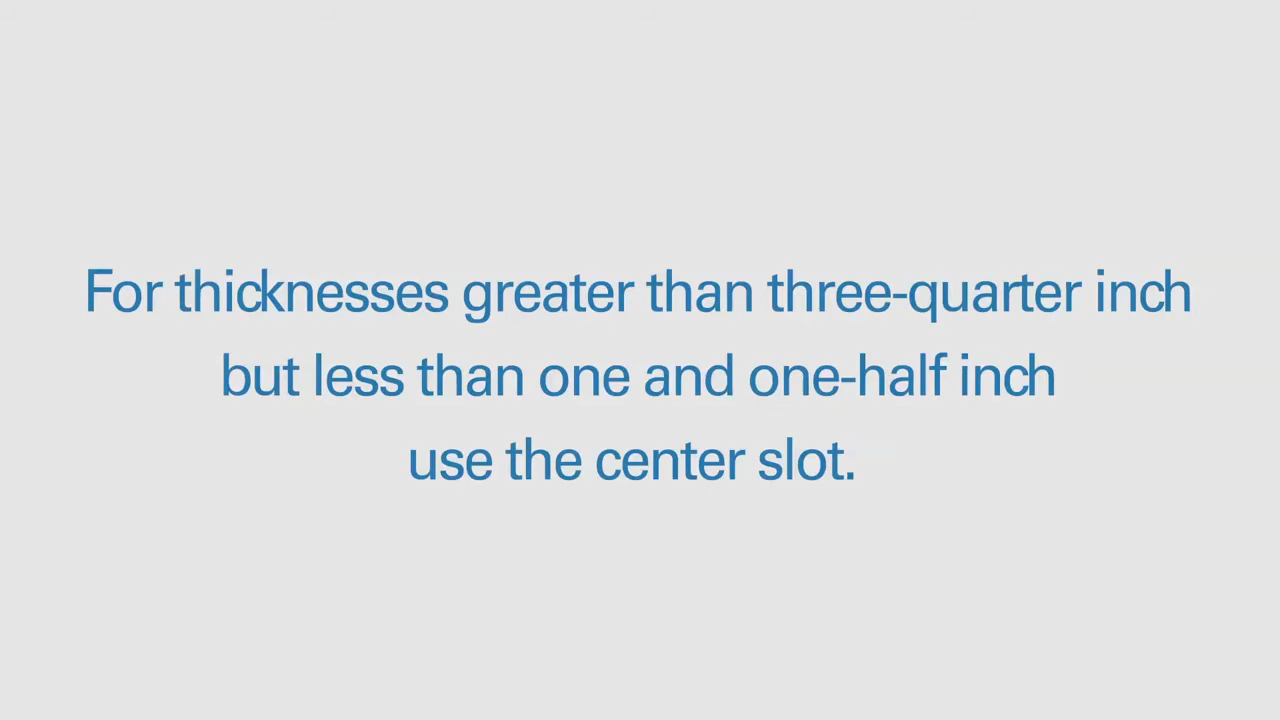 For thicknesses greater than three-quarter inch
but less than one and one-half inch
use the center slot.